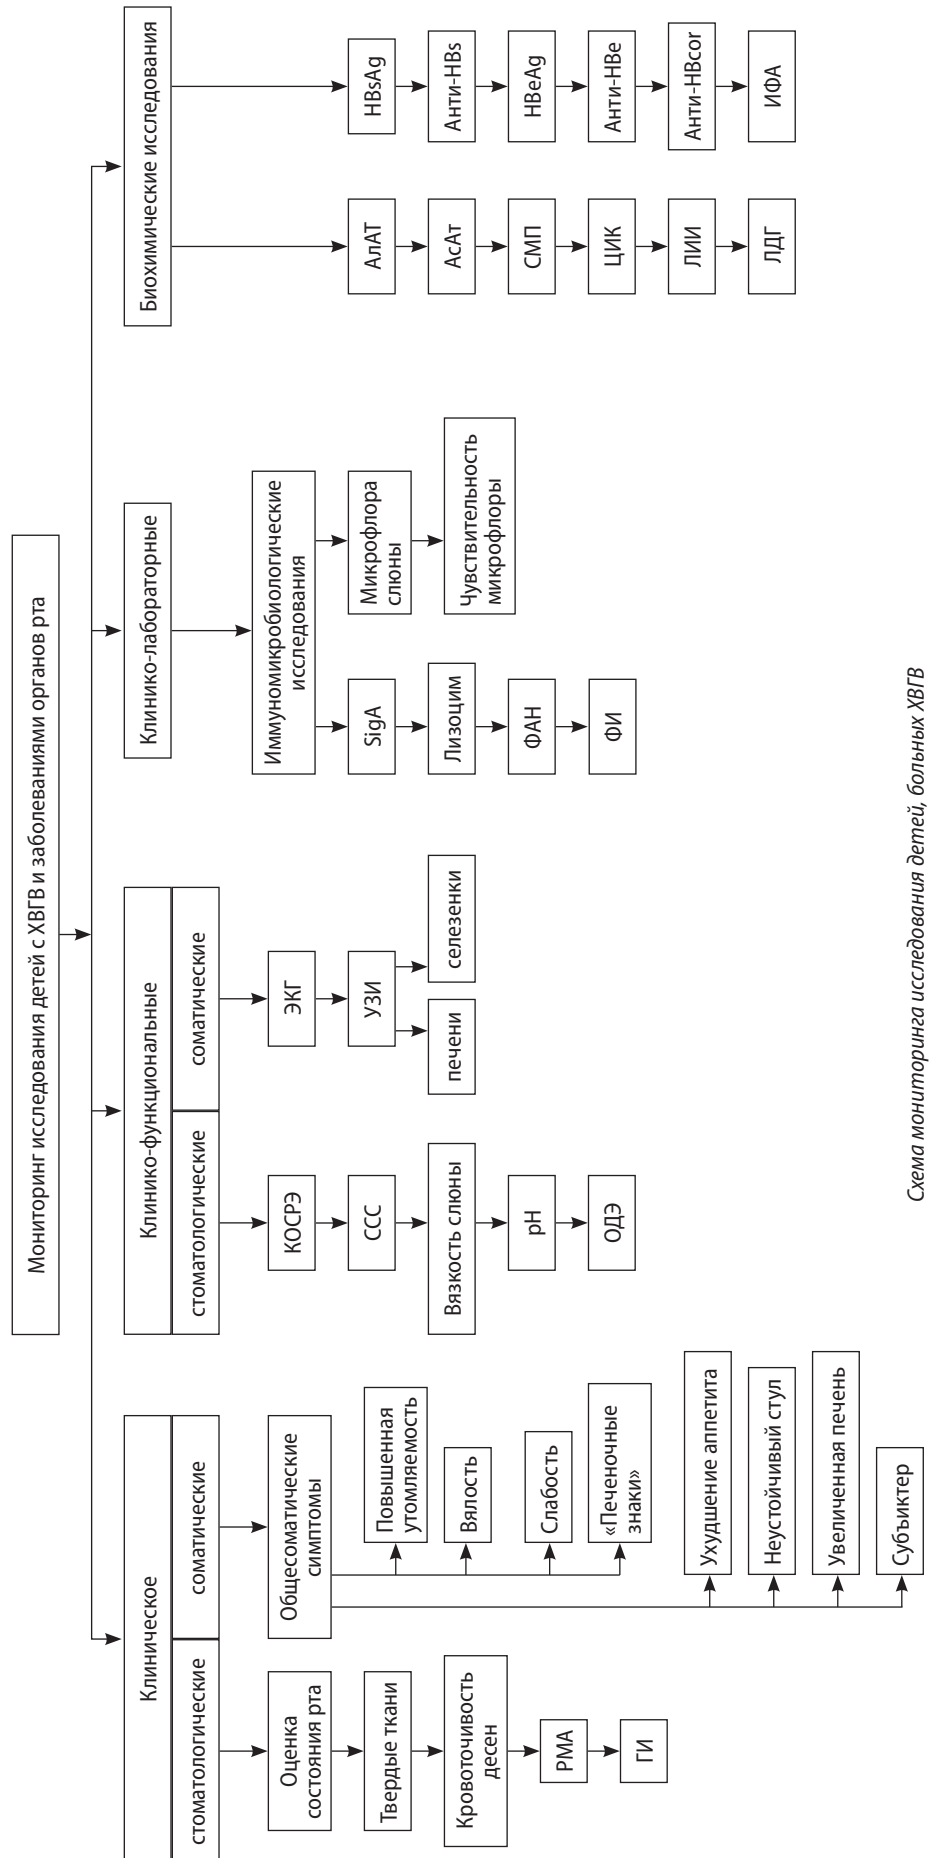 Мониторинг исследования детей с ХВГВ и заболеваниями органов рта
Клиническое
стоматологические
соматические
Оценка
состояния рта
Твердые ткани
Кровоточивость
десен
РМА
ГИ
Общесоматические
симптомы
Повышенная
утомляемость
Вялость
Слабость
«Печеночные
знаки»
Ухудшение аппетита
Неустойчивый стул
Увеличенная печень
Субъиктер
Клинико-функциональные
стоматологические
соматические
КОСРЭ
ССС
Вязкость слюны
pH
ОДЭ
ЭКГ
УЗИ
печени
селезенки
Клинико-лабораторные
Иммуномикробиологические
исследования
SigA
Лизоцим
ФАН
ФИ
Микрофлора
слюны
Чувствительность
микрофлоры
Биохимические исследования
АлАТ
АсАт
СМП
ЦИК
ЛИИ
ЛДГ
HBsAg
Анти-HBs
HBeAg
Анти-HBe
Анти-HBcor
ИФА
Схема мониторинга исследования детей, больных ХВГВ